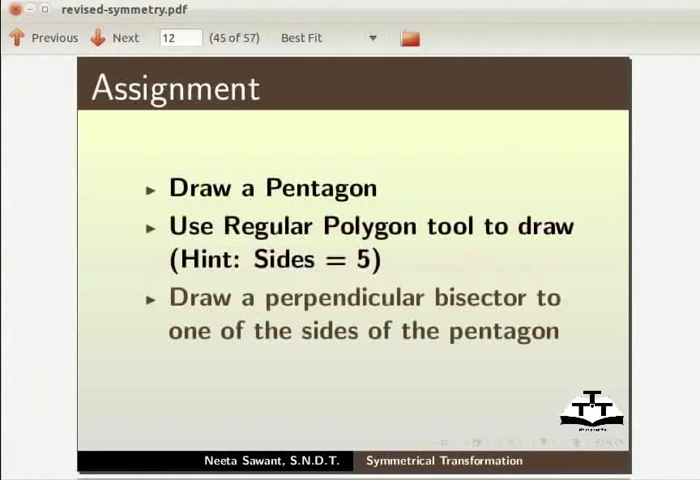 revised-symmetry.pdf
Previous Next 12 (45 of 57) Best Fit
Assignment
Draw a Pentagon
Use Regular Polygon tool to draw
(Hint: Sides = 5)
Draw a perpendicular bisector to
one of the sides of the pentagon
Neeta Sawant, S.N.D.T. Symmetrical Transformation